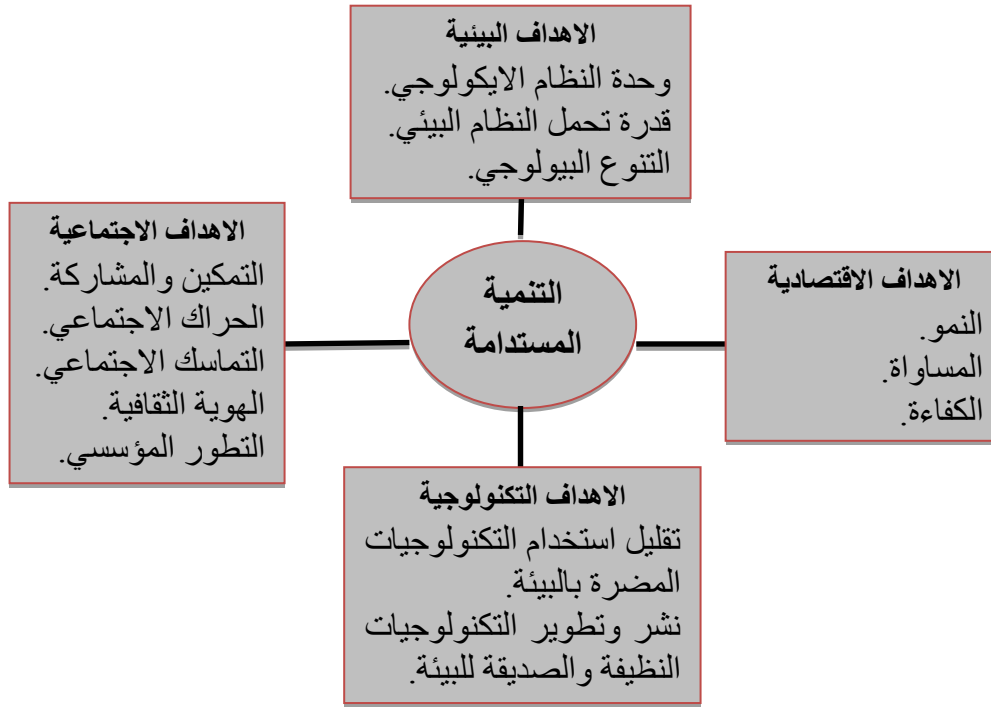 الاهداف البيئية
وحدة النظام الايكولوجي.
قدرة تحمل النظام البيئي.
التنوع البيولوجي.
الاهداف الاقتصادية
النمو.
المساواة.
الكفاءة.
التنمية
المستدامة
الاهداف الاجتماعية
التمكين والمشاركة.
الحراك الاجتماعي.
التماسك الاجتماعي.
الهوية الثقافية.
التطور المؤسسي.
الاهداف التكنولوجية
تقليل استخدام التكنولوجيات
المضرة بالبيئة.
نشر وتطوير التكنولوجيات
النظيفة والصديقة للبيئة.